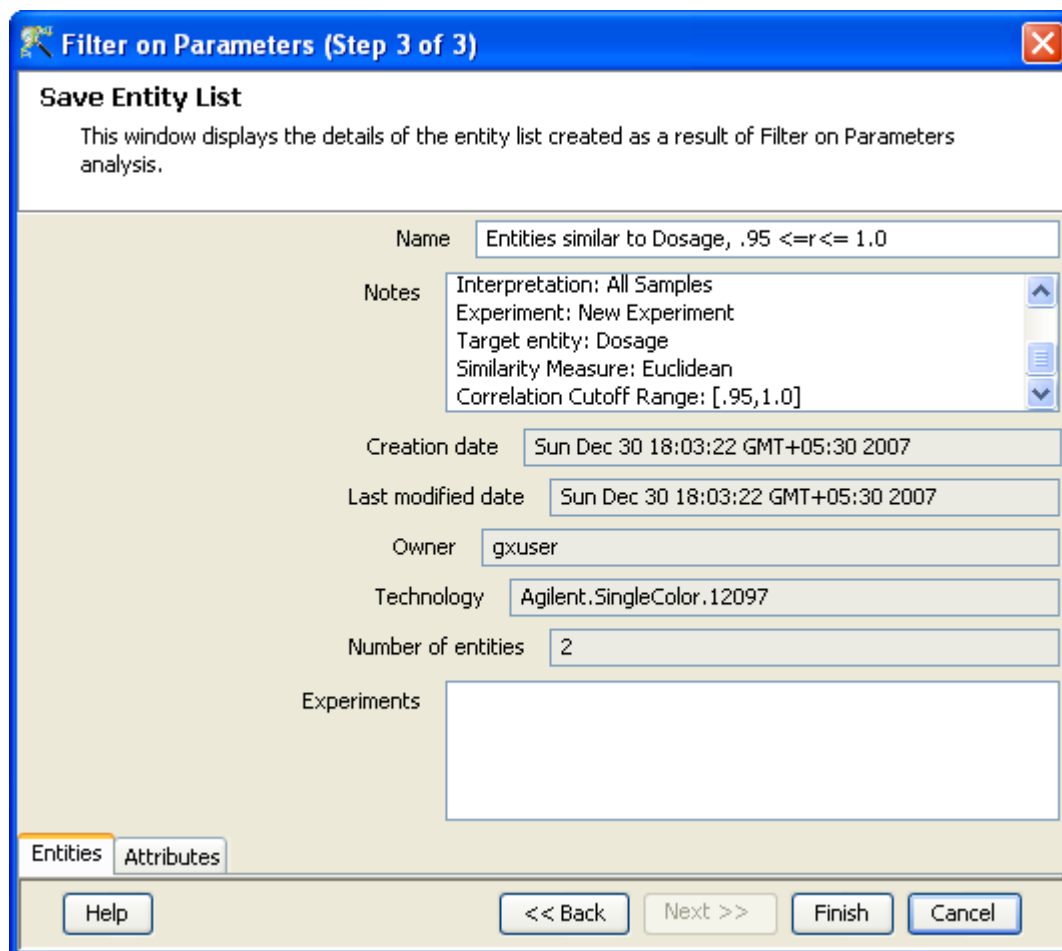 Filter on Parameters (Step 3 of 3)
Save Entity List
This window displays the details of the entity list created as a result of Filter on Parameters
analysis.
Name Entities similar to Dosage, .95 <=r<= 1.0
Notes Interpretation: All Samples
Experiment: New Experiment
Target entity: Dosage
Similarity Measure: Euclidean
Correlation Cutoff Range: [.95,1.0]
Creation date Sun Dec 30 18:03:22 GMT+05:30 2007
Last modified date Sun Dec 30 18:03:22 GMT+05:30 2007
Owner gxuser
Technology Agilent.SingleColor.12097
Number of entities 2
Experiments
Entities Attributes
Help << Back Next >> Finish Cancel